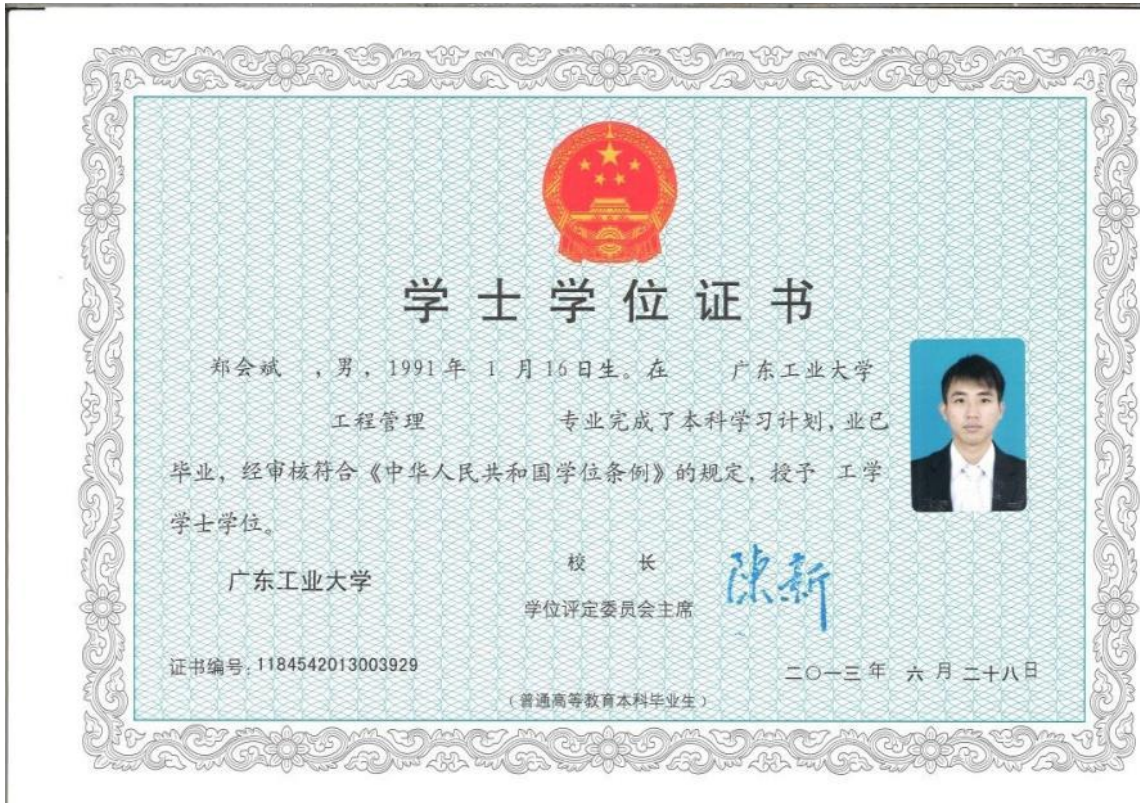 学士学位证书
郑会斌 ,男, 1991年 1 月16日生。在 广东工业大学
工程管理 专业完成了本科学习计划,业已
毕业,经审核符合《中华人民共和国学位条例》的规定,授予 工学
学士学位。
校 长
广东工业大学
陈新
学位评定委员会主席
证书编号:1184542013003929
二〇一三年 六月二十八日
(普通高等教育本科毕业生)